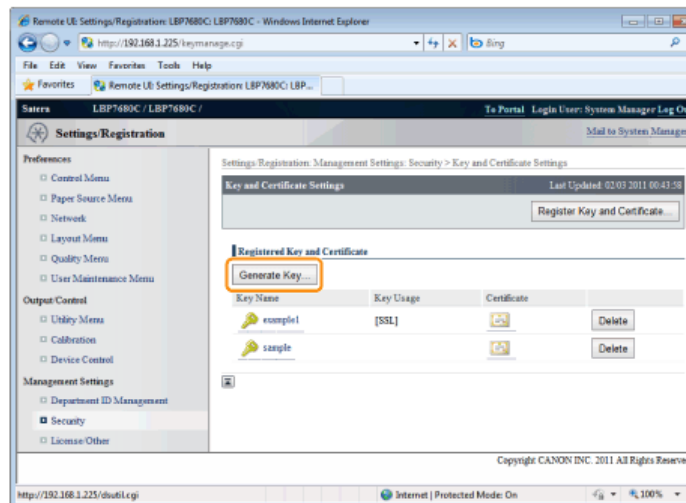 Remote UI: Settings/Registration: LBP7680C: LBP7680C - Windows Internet Explorer
http://192.168.1.225/keymanage.cgi
Bing
File Edit View Favorites Tools Help
Favorites Remote UI: Settings/Registration: LBP7680C: LBP...
Satera LBP7680C / LBP7680C / To Portal Login User: System Manager Log O
Settings/Registration Mail to System Manage
Preferences
Control Menu
Paper Source Menu
Network
Layout Menu
Quality Menu
User Maintenance Menu
Output/Control
Utility Menu
Calibration
Device Control
Management Settings
Department ID Management
Security
License/Other
Settings/Registration: Management Settings: Security > Key and Certificate Settings
Key and Certificate Settings Last Updated: 02/03 2011 00:43:58
Register Key and Certificate...
Registered Key and Certificate
Generate Key...
Key Name Key Usage Certificate
example1 [SSL] Delete
sample Delete
Copyright CANON INC. 2011 All Rights Reserve
http://192.168.1.225/dsutil.cgi Internet | Protected Mode: On 100%